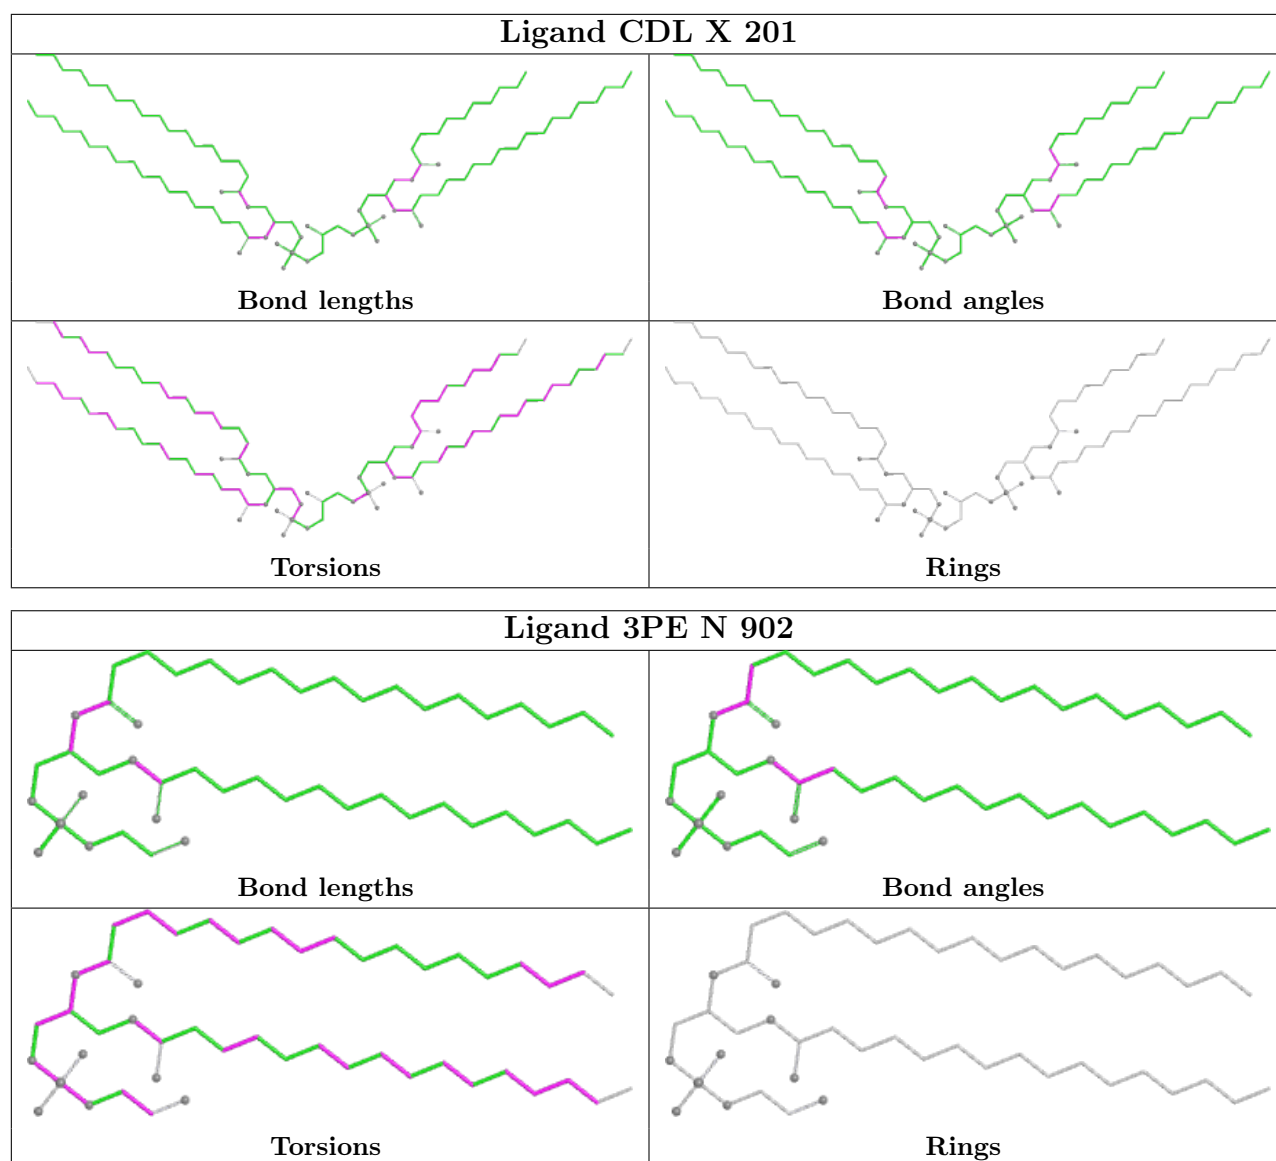 Ligand CDL X 201
Bond lengths
Bond angles
Torsions
Rings
Ligand 3PE N 902
Bond lengths
Bond angles
Torsions
Rings